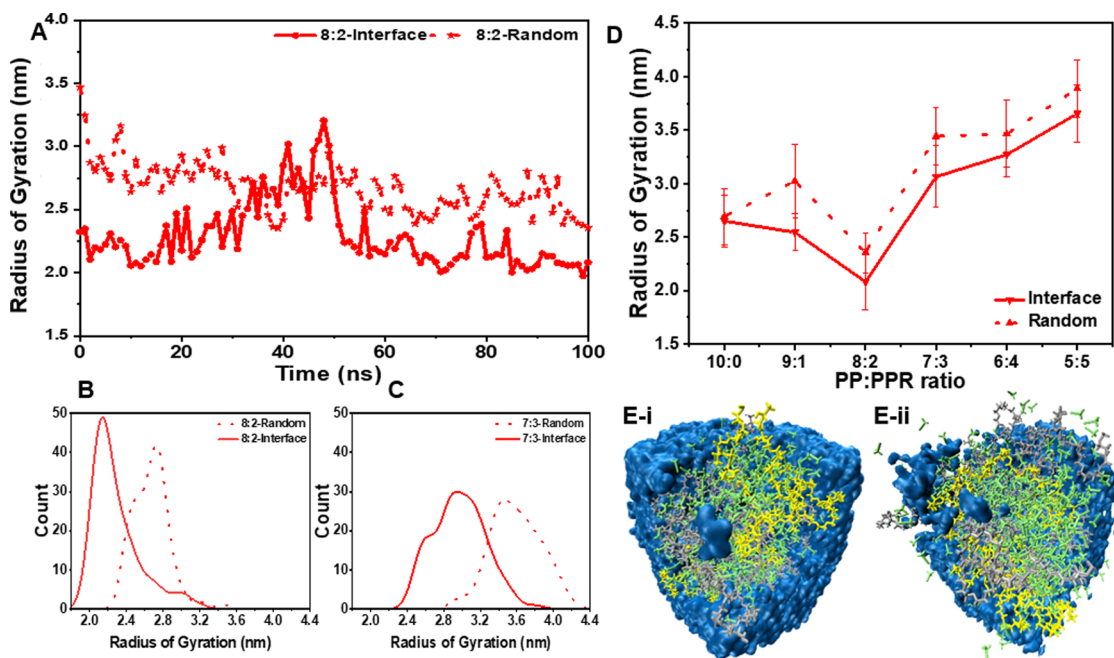 A
8:2-Interface 8:2-Random
Radius of Gyration (nm)
4.0
3.5
3.0
2.5
2.0
1.5
0 20 40 60 80 100
Time (ns)
D
Radius of Gyration (nm)
4.5
4.0
3.5
3.0
2.5
2.0
1.5
Interface
Random
10:0 9:1 8:2 7:3 6:4 5:5
PP:PPR ratio
B
8:2-Random
8:2-Interface
Count
50
40
30
20
10
0
2.0 2.4 2.8 3.2 3.6 4.0 4.4
Radius of Gyration (nm)
C
7:3-Random
7:3-Interface
Count
50
40
30
20
10
0
2.0 2.4 2.8 3.2 3.6 4.0 4.4
Radius of Gyration (nm)
E-i
E-ii